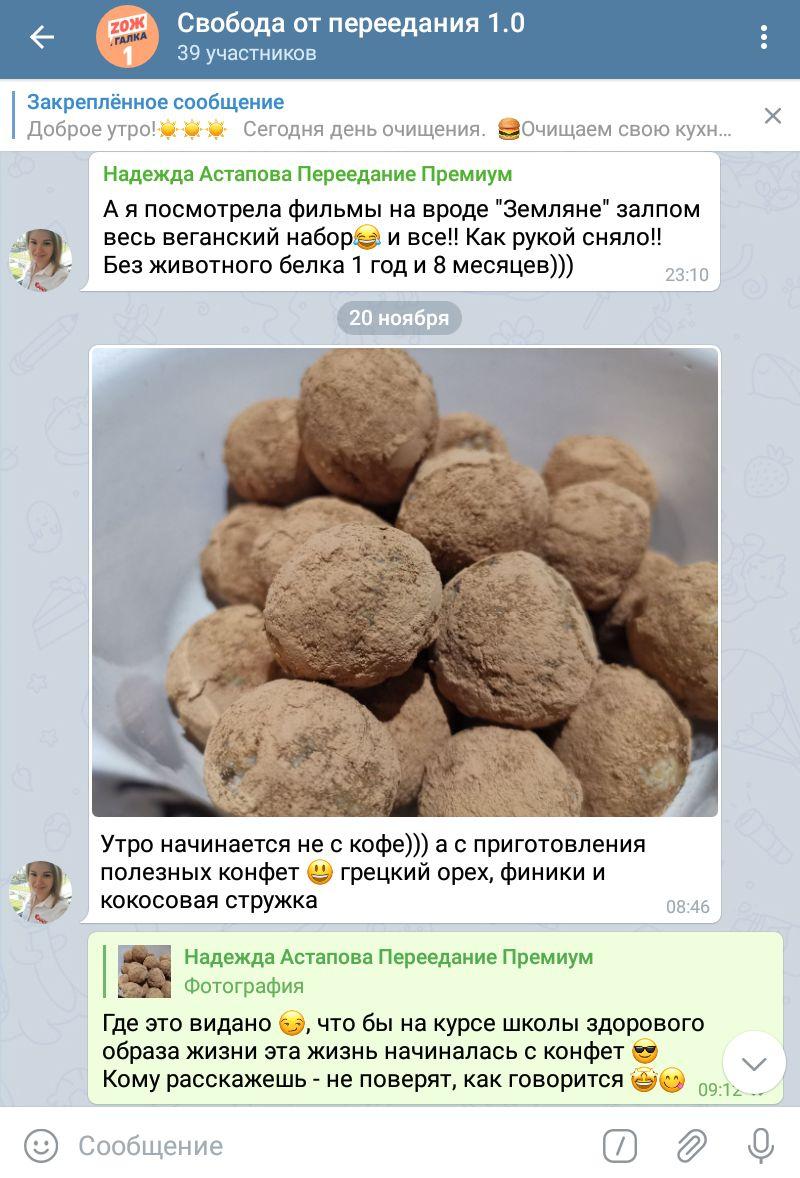 ZОЖ
ГАЛКА
1
Свобода от переедания 1.0
39 участников
Закреплённое сообщение
Доброе утро!☀️☀️☀️ Сегодня день очищения. 🍔Очищаем свою кухн...
Надежда Астапова Переедание Премиум
А я посмотрела фильмы на вроде "Земляне" залпом
весь веганский набор😂 и все!! Как рукой сняло!!
Без животного белка 1 год и 8 месяцев)))
23:10
20 ноября
Утро начинается не с кофе))) а с приготовления
полезных конфет 😃 грецкий орех, финики и
кокосовая стружка
08:46
Надежда Астапова Переедание Премиум
Фотография
Где это видано 😏, что бы на курсе школы здорового
образа жизни эта жизнь начиналась с конфет 😎
Кому расскажешь - не поверят, как говорится 🤩😋
09:12
Сообщение